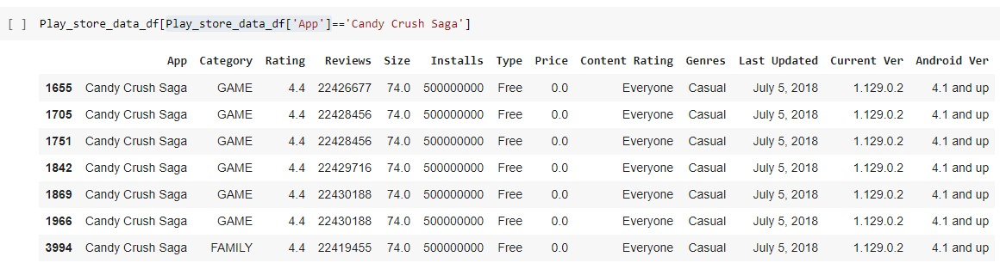 [ ] Play_store_data_df[Play_store_data_df['App']=='Candy Crush Saga']
App Category Rating Reviews Size Installs Type Price Content Rating Genres Last Updated Current Ver Android Ver
1655 Candy Crush Saga GAME 4.4 22426677 74.0 500000000 Free 0.0 Everyone Casual July 5, 2018 1.129.0.2 4.1 and up
1705 Candy Crush Saga GAME 4.4 22428456 74.0 500000000 Free 0.0 Everyone Casual July 5, 2018 1.129.0.2 4.1 and up
1751 Candy Crush Saga GAME 4.4 22428456 74.0 500000000 Free 0.0 Everyone Casual July 5, 2018 1.129.0.2 4.1 and up
1842 Candy Crush Saga GAME 4.4 22429716 74.0 500000000 Free 0.0 Everyone Casual July 5, 2018 1.129.0.2 4.1 and up
1869 Candy Crush Saga GAME 4.4 22430188 74.0 500000000 Free 0.0 Everyone Casual July 5, 2018 1.129.0.2 4.1 and up
1966 Candy Crush Saga GAME 4.4 22430188 74.0 500000000 Free 0.0 Everyone Casual July 5, 2018 1.129.0.2 4.1 and up
3994 Candy Crush Saga FAMILY 4.4 22419455 74.0 500000000 Free 0.0 Everyone Casual July 5, 2018 1.129.0.2 4.1 and up